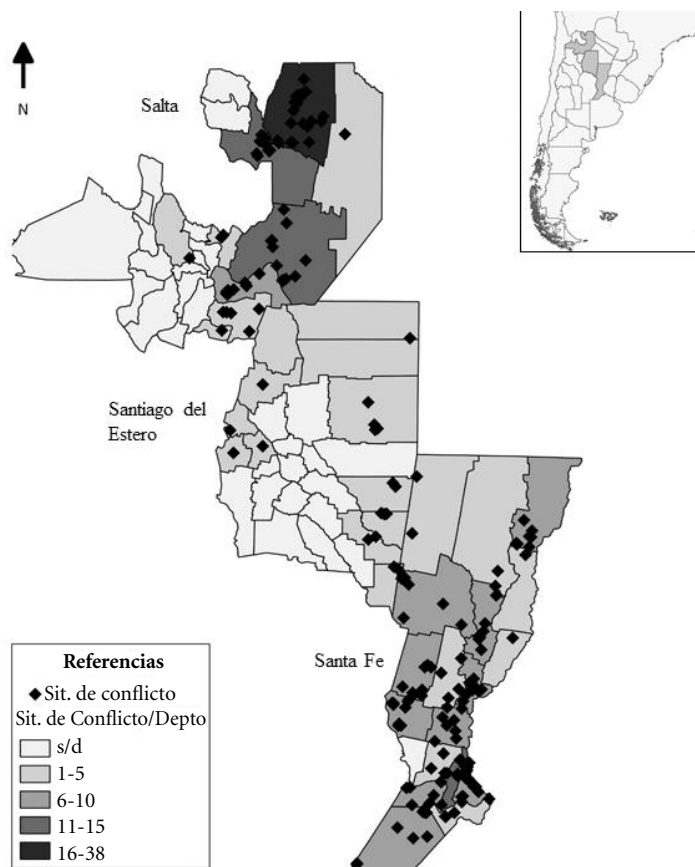 N
Salta
Santiago del
Estero
Santa Fe
Referencias
Sit. de conflicto
Sit. de Conflicto/Depto
s/d
1-5
6-10
11-15
16-38